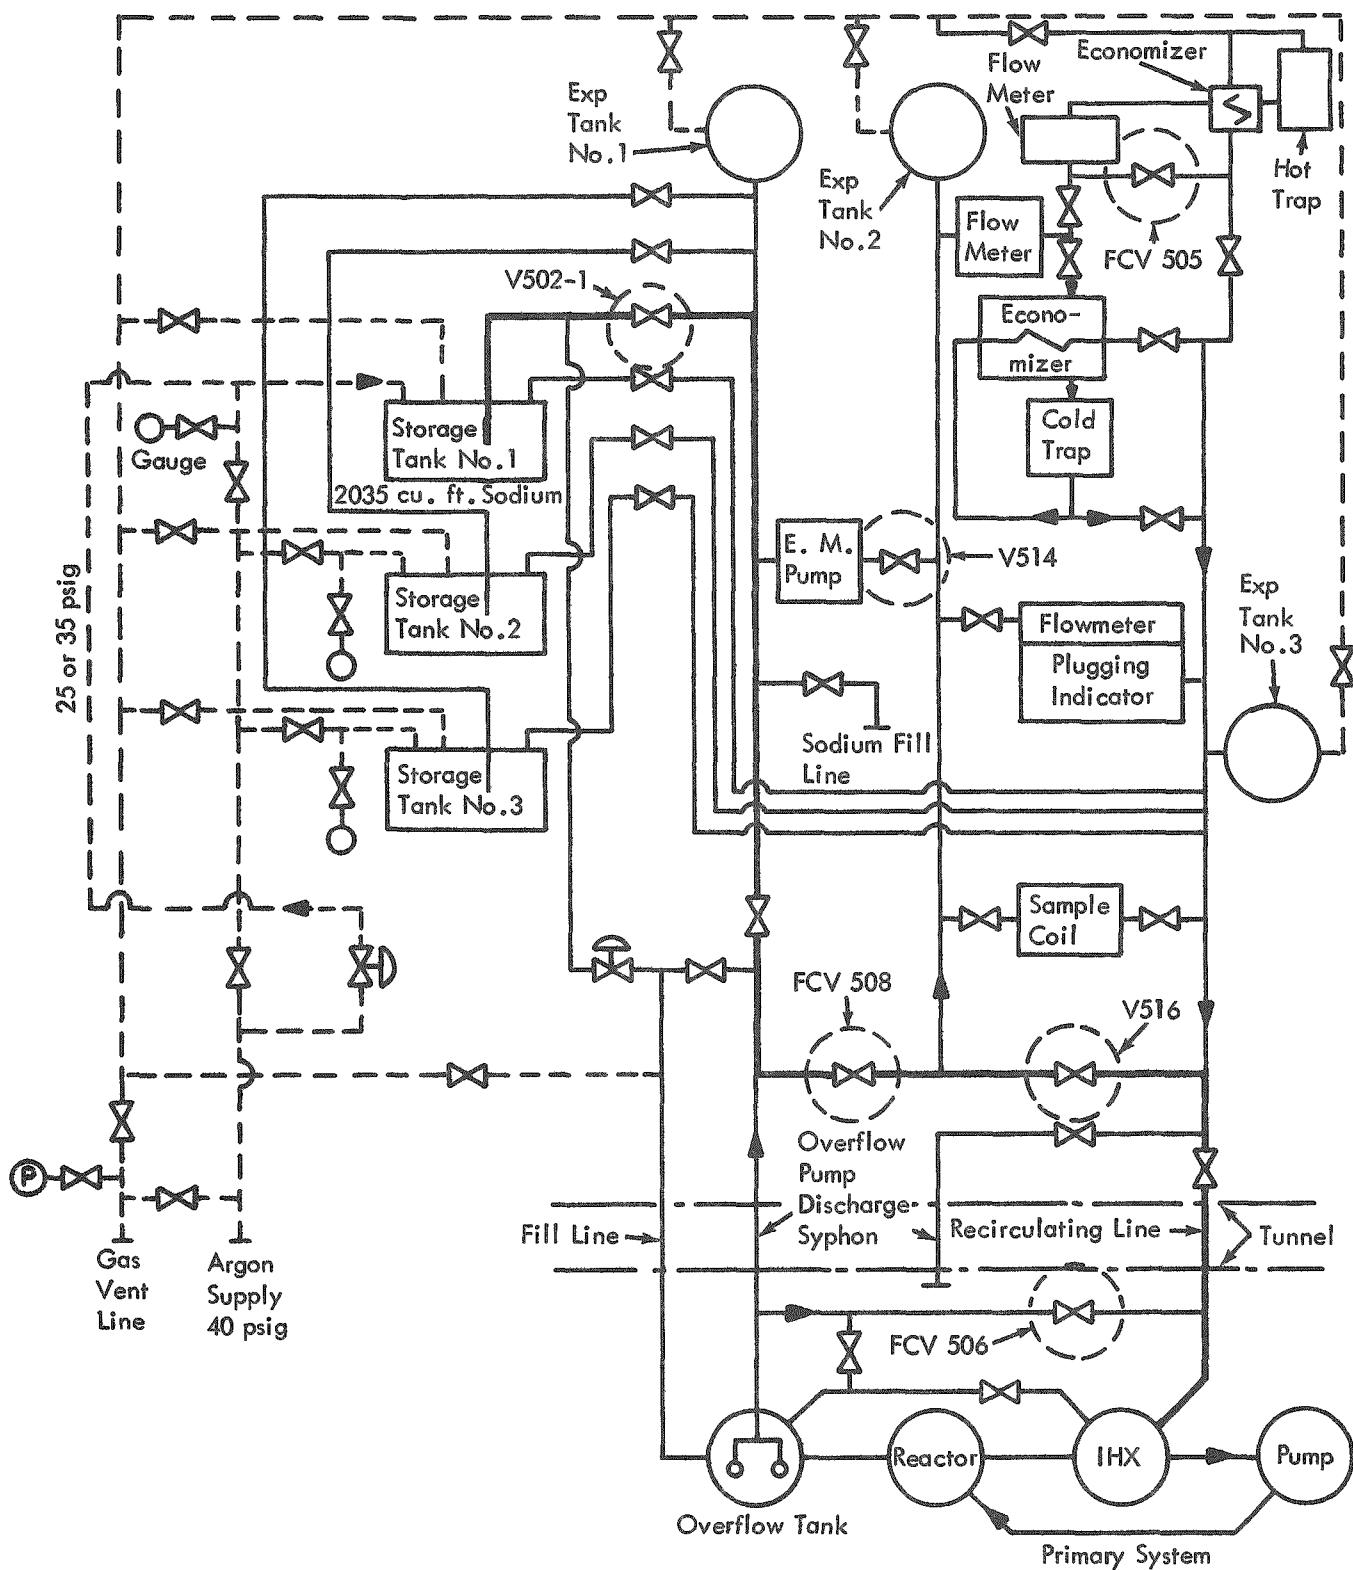 Economizer
Flow
Meter
Exp
Tank
No.1
Exp
Tank
No.2
Hot
Trap
Flow
Meter
FCV 505
V502-1
Econo-
mizer
Storage
Tank No.1
2035 cu. ft. Sodium
Gauge
Cold
Trap
E. M.
Pump
V514
25 or 35 psig
Storage
Tank No.2
Exp
Tank
No.3
Flowmeter
Plugging
Indicator
Sodium Fill
Line
Storage
Tank No.3
Sample
Coil
FCV 508
V516
P
Overflow
Pump
Discharge
Syphon
Fill Line
Recirculating Line
Tunnel
Gas
Vent
Line
Argon
Supply
40 psig
FCV 506
Reactor
IHX
Pump
Overflow Tank
Primary System